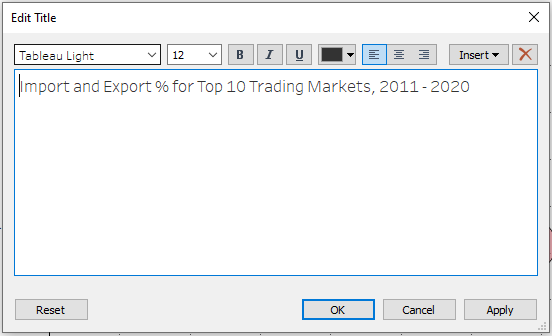 Edit Title
Tableau Light 12 B I U Insert
Import and Export % for Top 10 Trading Markets, 2011 - 2020
Reset OK Cancel Apply